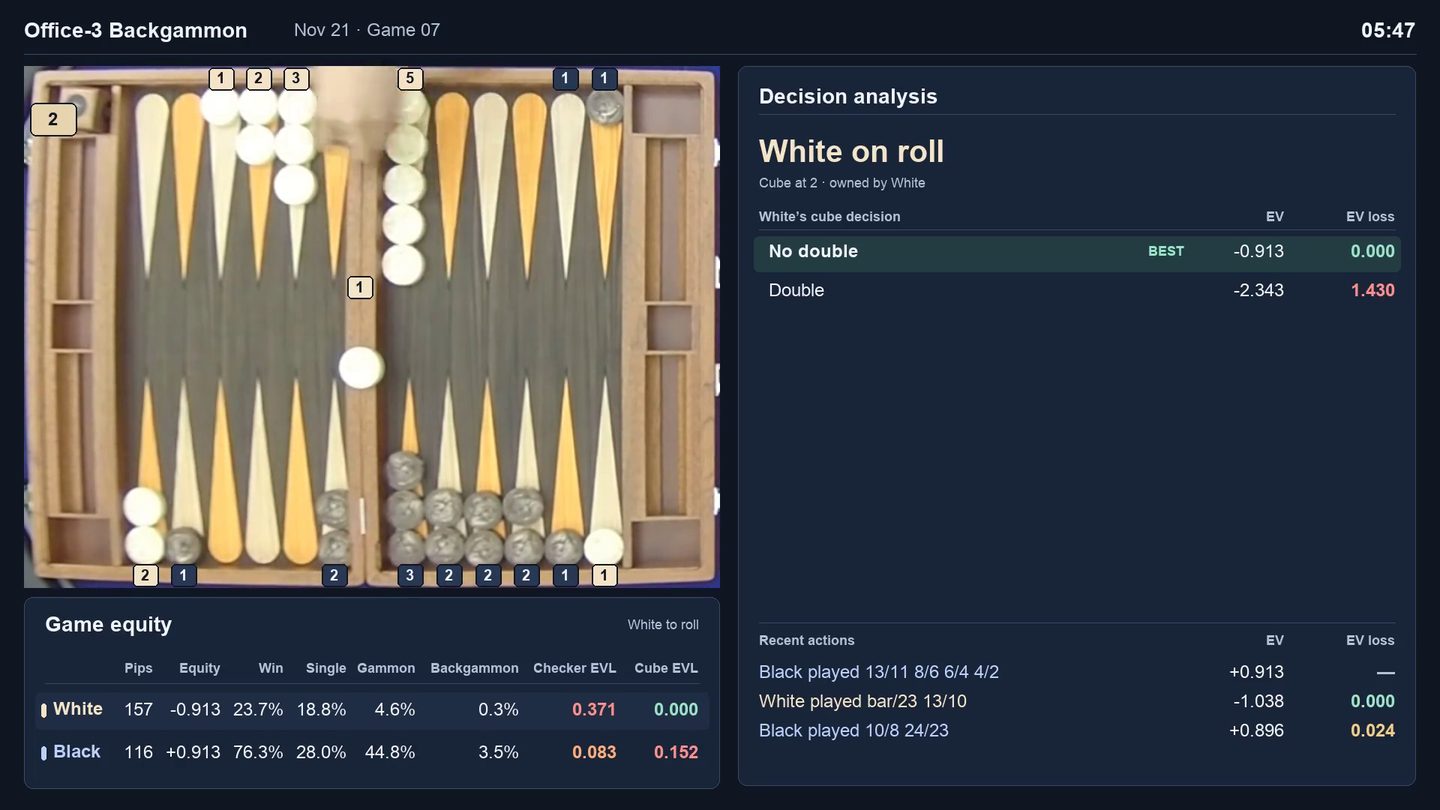 Office-3 Backgammon Nov 21 · Game 07 05:47
1 2 3 5 1 1
2
1
2 1 2 3 2 2 2 1 1
Decision analysis
White on roll
Cube at 2 · owned by White
White's cube decision EV EV loss
No double BEST -0.913 0.000
Double -2.343 1.430
Recent actions EV EV loss
Black played 13/11 8/6 6/4 4/2 +0.913 —
White played bar/23 13/10 -1.038 0.000
Black played 10/8 24/23 +0.896 0.024
Game equity White to roll
Pips Equity Win Single Gammon Backgammon Checker EVL Cube EVL
White 157 -0.913 23.7% 18.8% 4.6% 0.3% 0.371 0.000
Black 116 +0.913 76.3% 28.0% 44.8% 3.5% 0.083 0.152